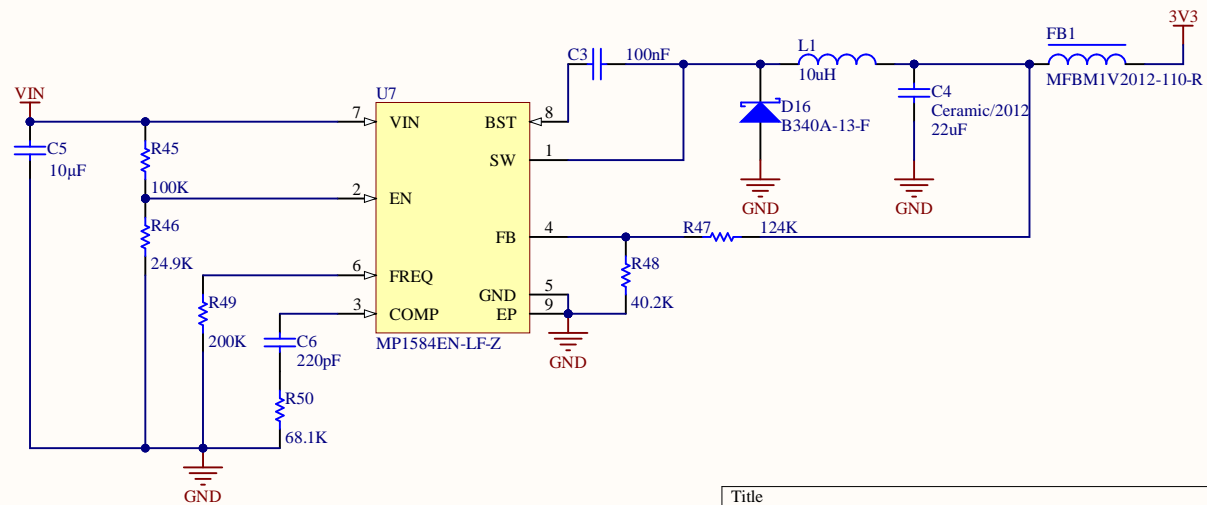 3V3
FB1
MFBM1V2012-110-R
L1
10uH
C3
100nF
C4
Ceramic/2012
22uF
GND
D16
B340A-13-F
GND
VIN
C5
10µF
R45
100K
R46
24.9K
R49
200K
C6
220pF
R50
68.1K
GND
U7
7
VIN
BST
8
SW
1
2
EN
FB
4
6
FREQ
GND
5
3
COMP
EP
9
MP1584EN-LF-Z
R47
124K
R48
40.2K
GND
Title